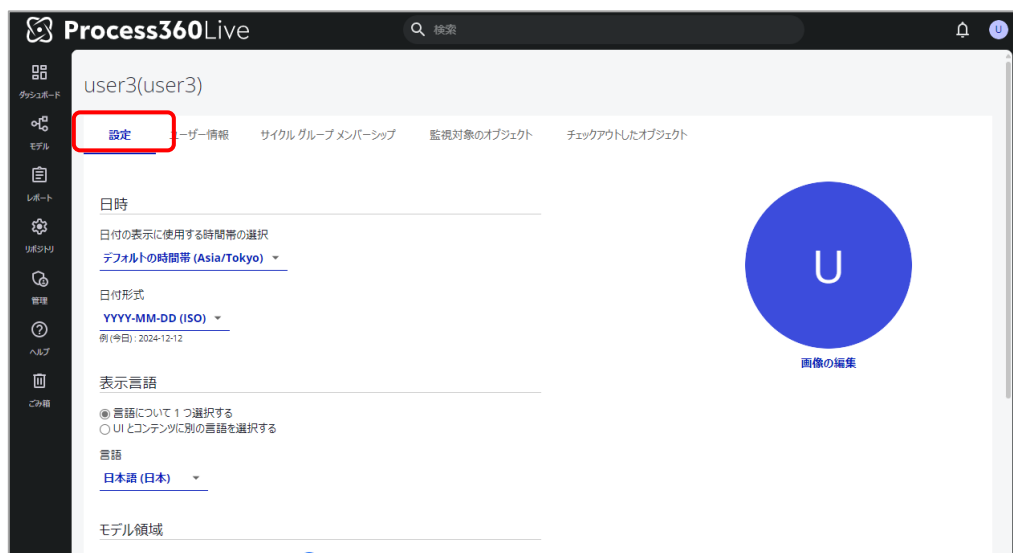 Process360Live
検索
U
ダッシュボード
モデル
レポート
リポジトリ
管理
ヘルプ
ごみ箱
user3(user3)
設定 ユーザー情報 サイクル グループ メンバーシップ 監視対象のオブジェクト チェックアウトしたオブジェクト
日時
日付の表示に使用する時間帯の選択
デフォルトの時間帯 (Asia/Tokyo)
日付形式
YYYY-MM-DD (ISO)
例 (今日) : 2024-12-12
表示言語
言語について 1 つ選択する
UI とコンテンツに別の言語を選択する
言語
日本語 (日本)
モデル領域
U
画像の編集